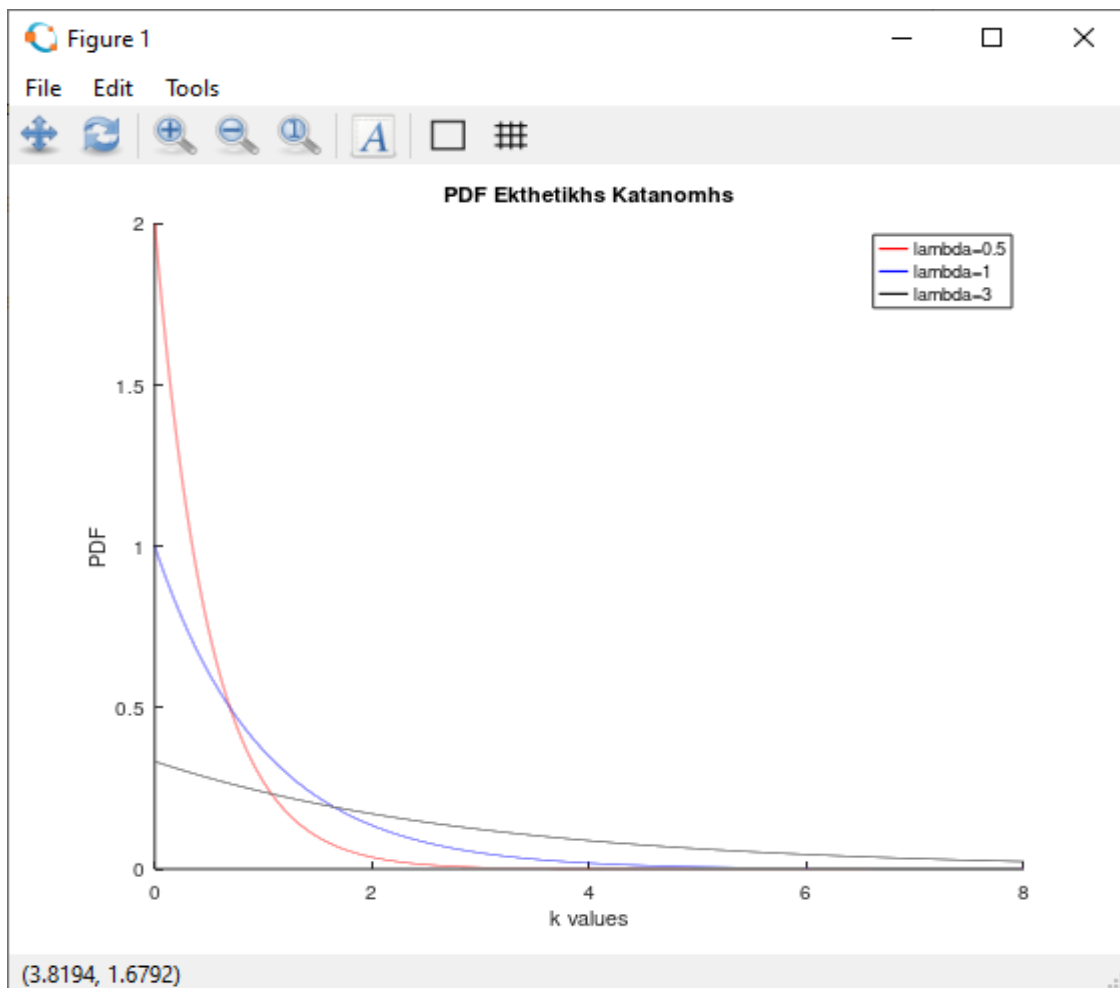 Figure 1
File Edit Tools
A
PDF Ekthetikhs Katanomhs
lambda=0.5
lambda=1
lambda=3
2
1.5
1
0.5
0
PDF
0 2 4 6 8
k values
(3.8194, 1.6792)